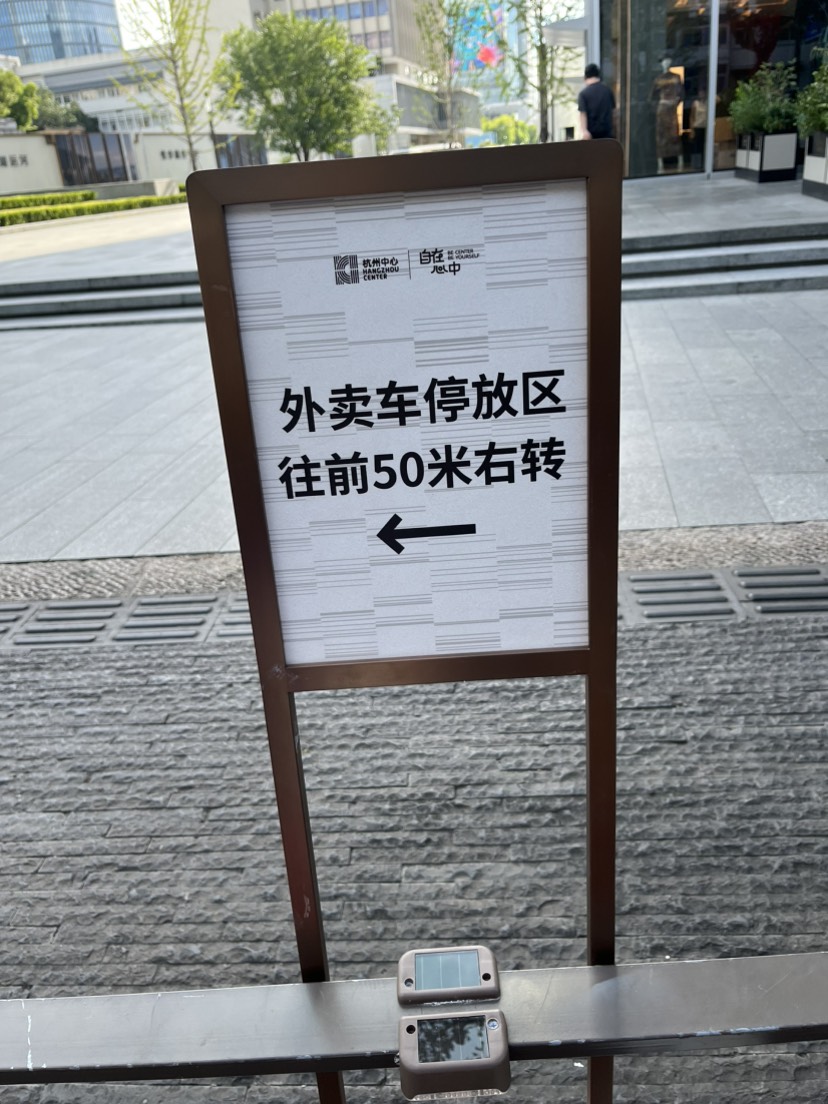 杭州中心
HANGZHOU
CENTER
自在
中
BE CENTER
BE YOURSELF
外卖车停放区
往前50米右转